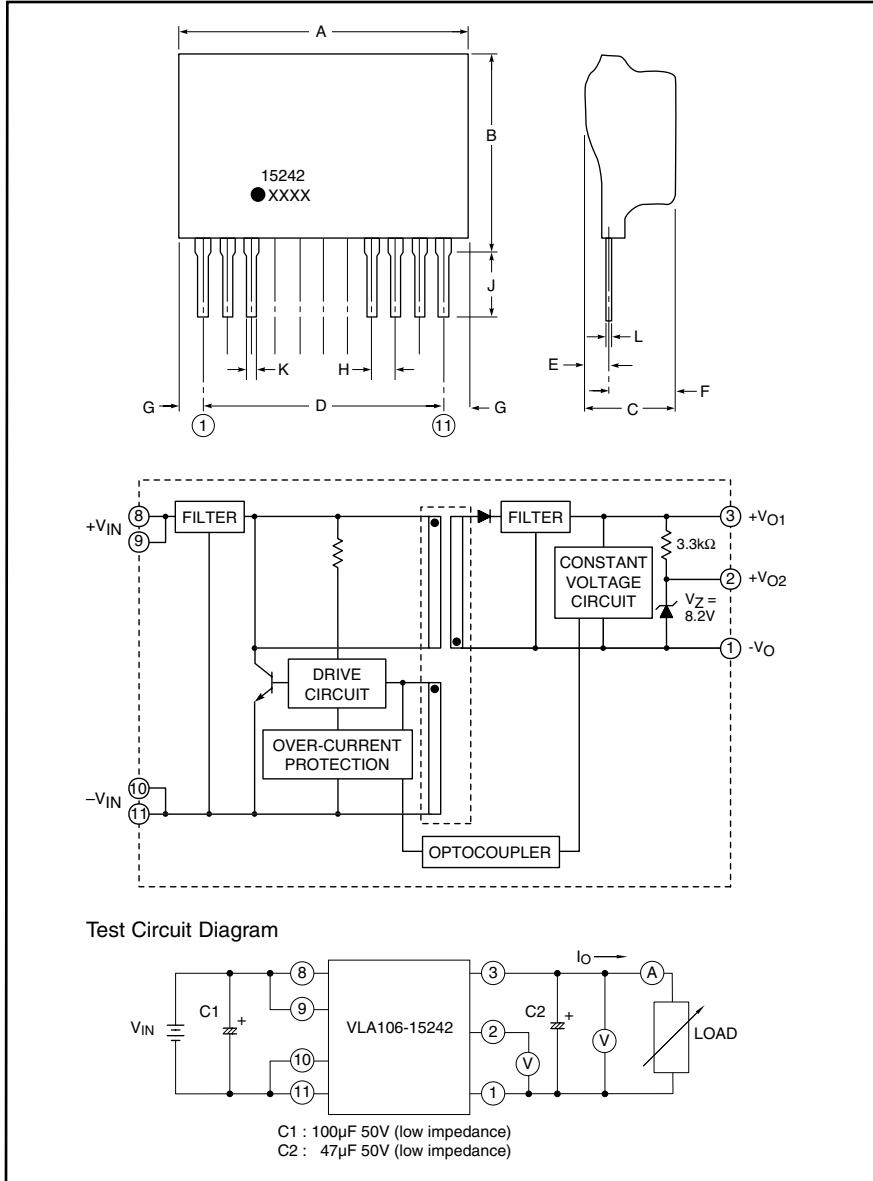 A
B
15242
●XXXX
J
K
H
L
E
G
D
G
C
F
1
11
8
+VIN
9
FILTER
FILTER
3
+VO1
3.3kΩ
CONSTANT
VOLTAGE
CIRCUIT
2
+VO2
VZ =
8.2V
1
-VO
DRIVE
CIRCUIT
OVER-CURRENT
PROTECTION
10
–VIN
11
OPTOCOUPLER
Test Circuit Diagram
IO
8
3
A
C1
+
9
C2
+
VIN
VLA106-15242
2
V
V
LOAD
10
11
1
C1 : 100µF 50V (low impedance)
C2 : 47µF 50V (low impedance)